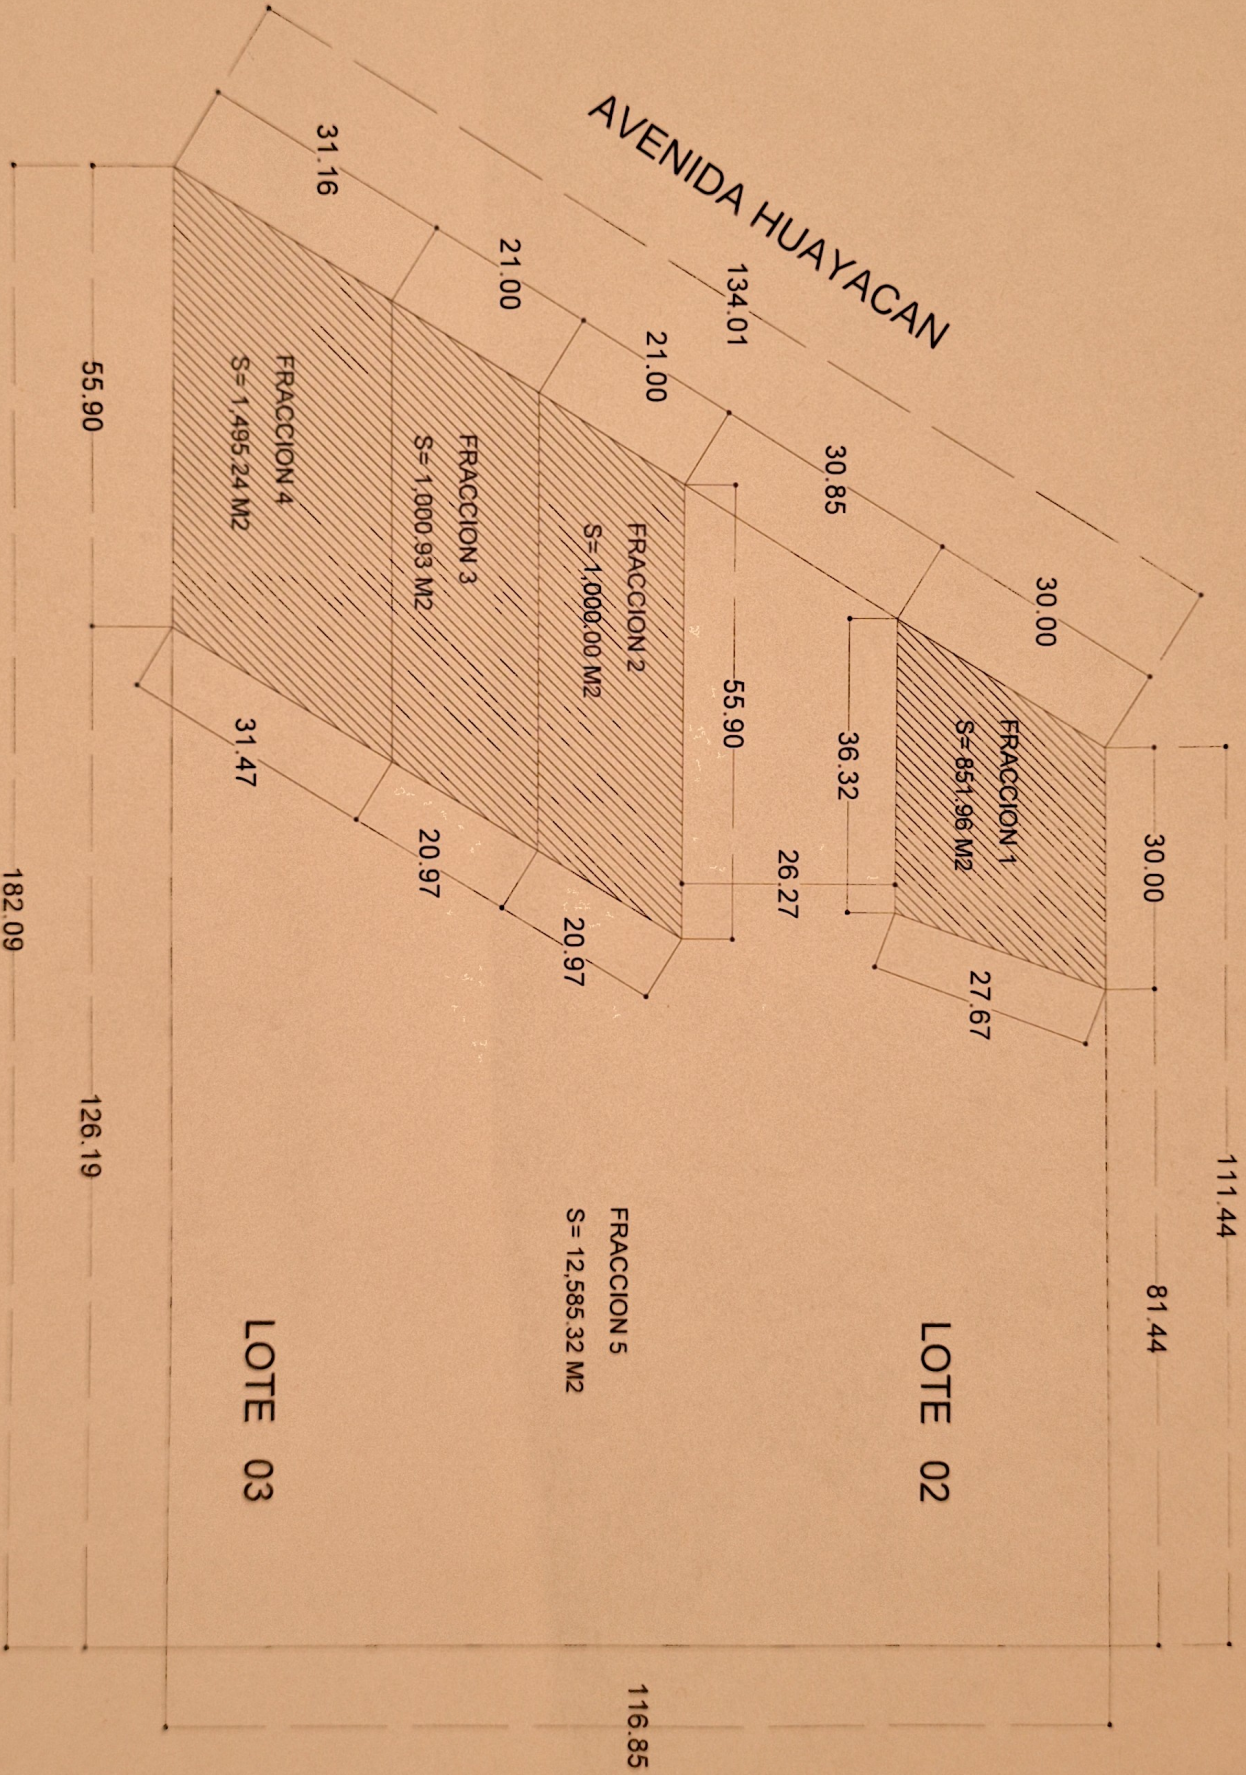 AVENIDA HUAYACAN
134.01
31.16
21.00
21.00
30.85
30.00
FRACCION 1
S= 851.96 M2
30.00
111.44
81.44
36.32
27.67
26.27
55.90
FRACCION 2
S= 1,000.00 M2
FRACCION 3
S= 1,000.93 M2
FRACCION 4
S= 1,495.24 M2
20.97
20.97
31.47
55.90
126.19
182.09
FRACCION 5
S= 12,585.32 M2
LOTE 02
LOTE 03
116.85